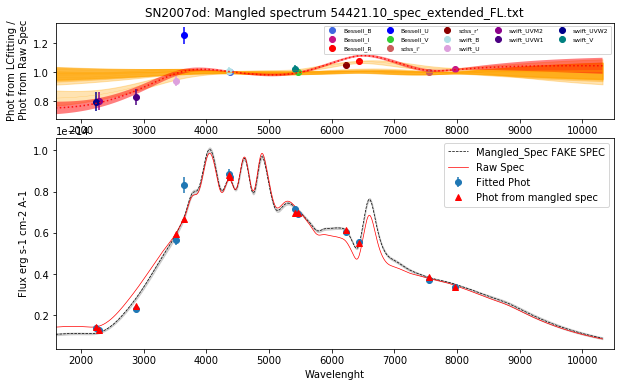 SN2007od: Mangled spectrum 54421.10_spec_extended_FL.txt
Phot from LCfitting /
Phot from Raw Spec
1.2
1.0
0.8
Bessell_B
Bessell_I
Bessell_R
Bessell_U
Bessell_V
sdss_i'
sdss_r'
swift_B
swift_U
swift_UVM2
swift_UVW1
swift_UVW2
swift_V
2000 3000 4000 5000 6000 7000 8000 9000 10000
1e−14
Flux erg s-1 cm-2 A-1
1.0
0.8
0.6
0.4
0.2
Mangled_Spec FAKE SPEC
Raw Spec
Fitted Phot
Phot from mangled spec
2000 3000 4000 5000 6000 7000 8000 9000 10000
Wavelenght